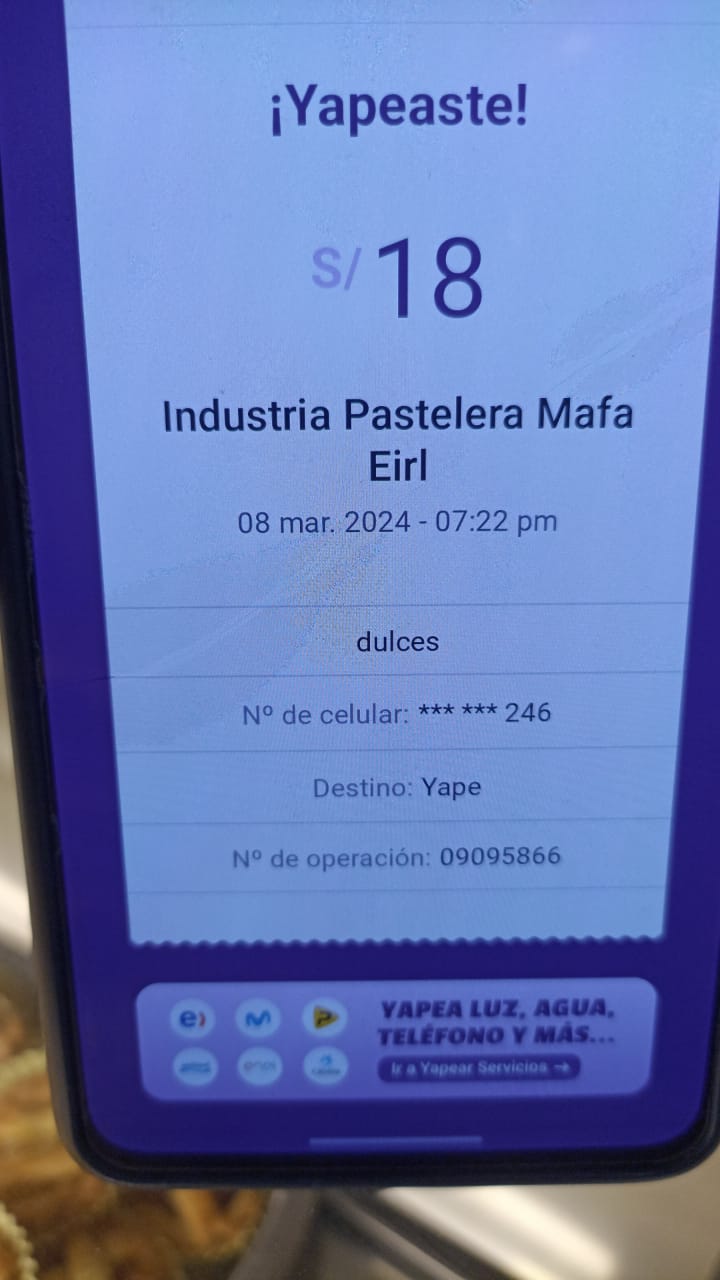 ¡Yapeaste!
S/ 18
Industria Pastelera Mafa
Eirl
08 mar. 2024 - 07:22 pm
dulces
Nº de celular: *** *** 246
Destino: Yape
Nº de operación: 09095866
YAPEA LUZ, AGUA,
TELÉFONO Y MÁS...
Ir a Yapear Servicios →